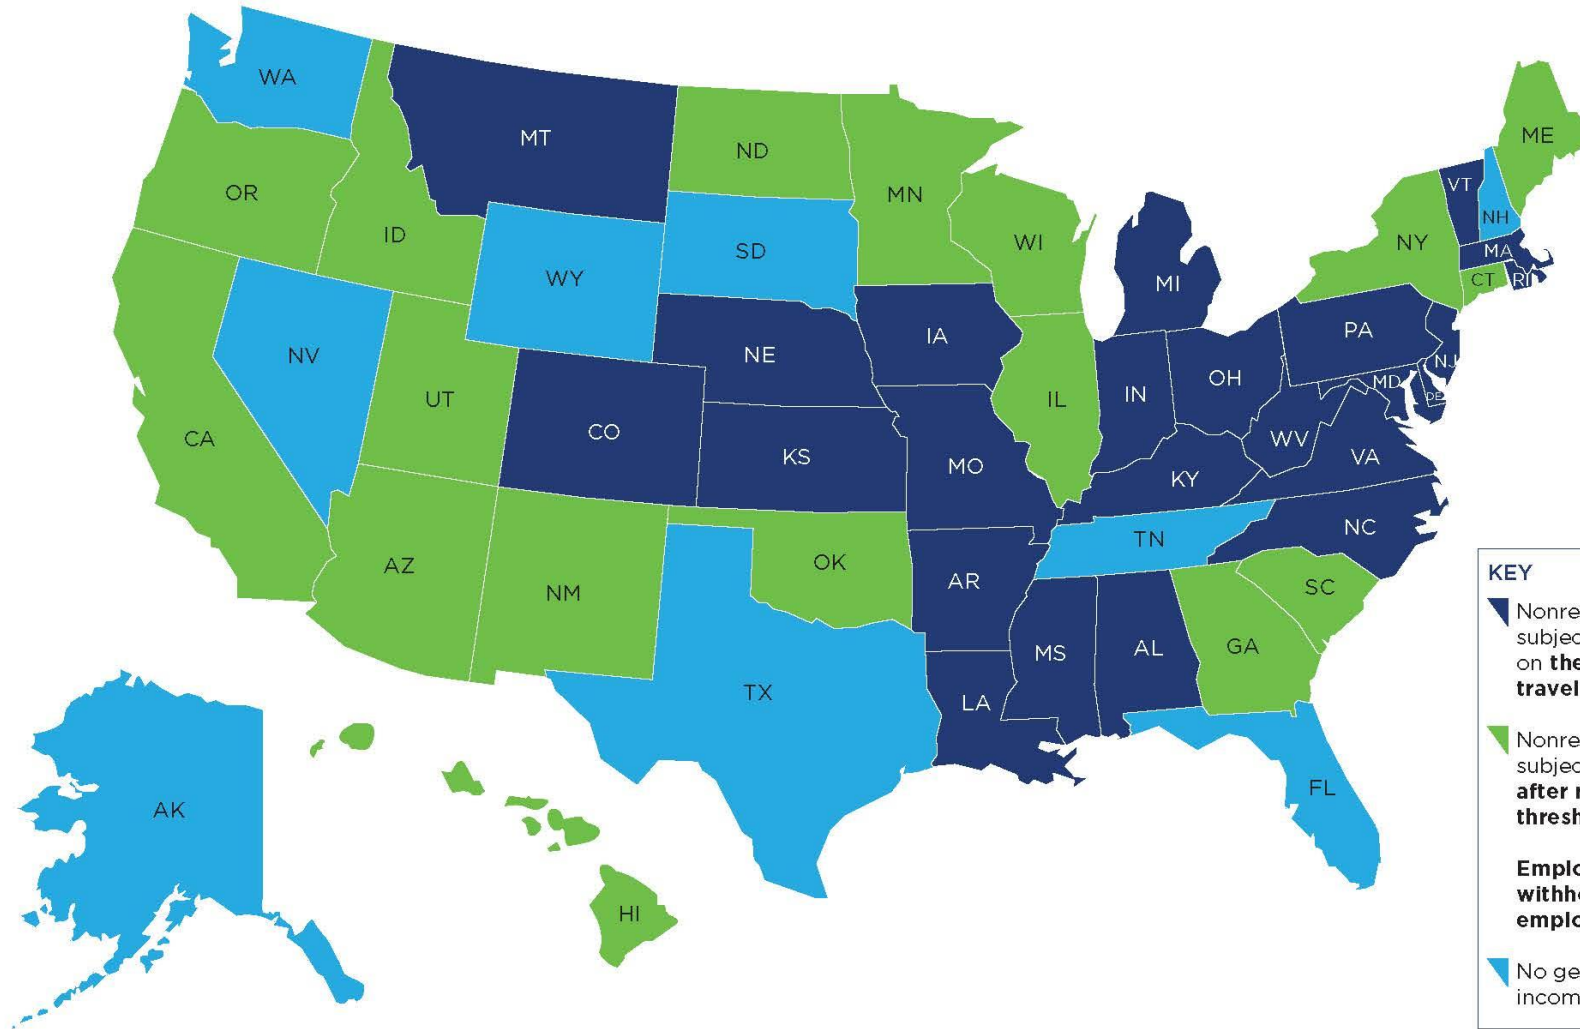 WA
MT
ND
MN
ME
OR
ID
WY
SD
WI
VT
NH
NY
MA
CT
RI
MI
NV
UT
NE
IA
PA
NJ
CA
CO
KS
MO
IL
IN
OH
MD
DE
WV
VA
KY
AZ
NM
OK
AR
TN
NC
SC
TX
LA
MS
AL
GA
FL
AK
HI
KEY
Nonre
subjec
on the
travel
Nonre
subjec
after r
thresh
Emplo
withho
emplo
No ge
incom